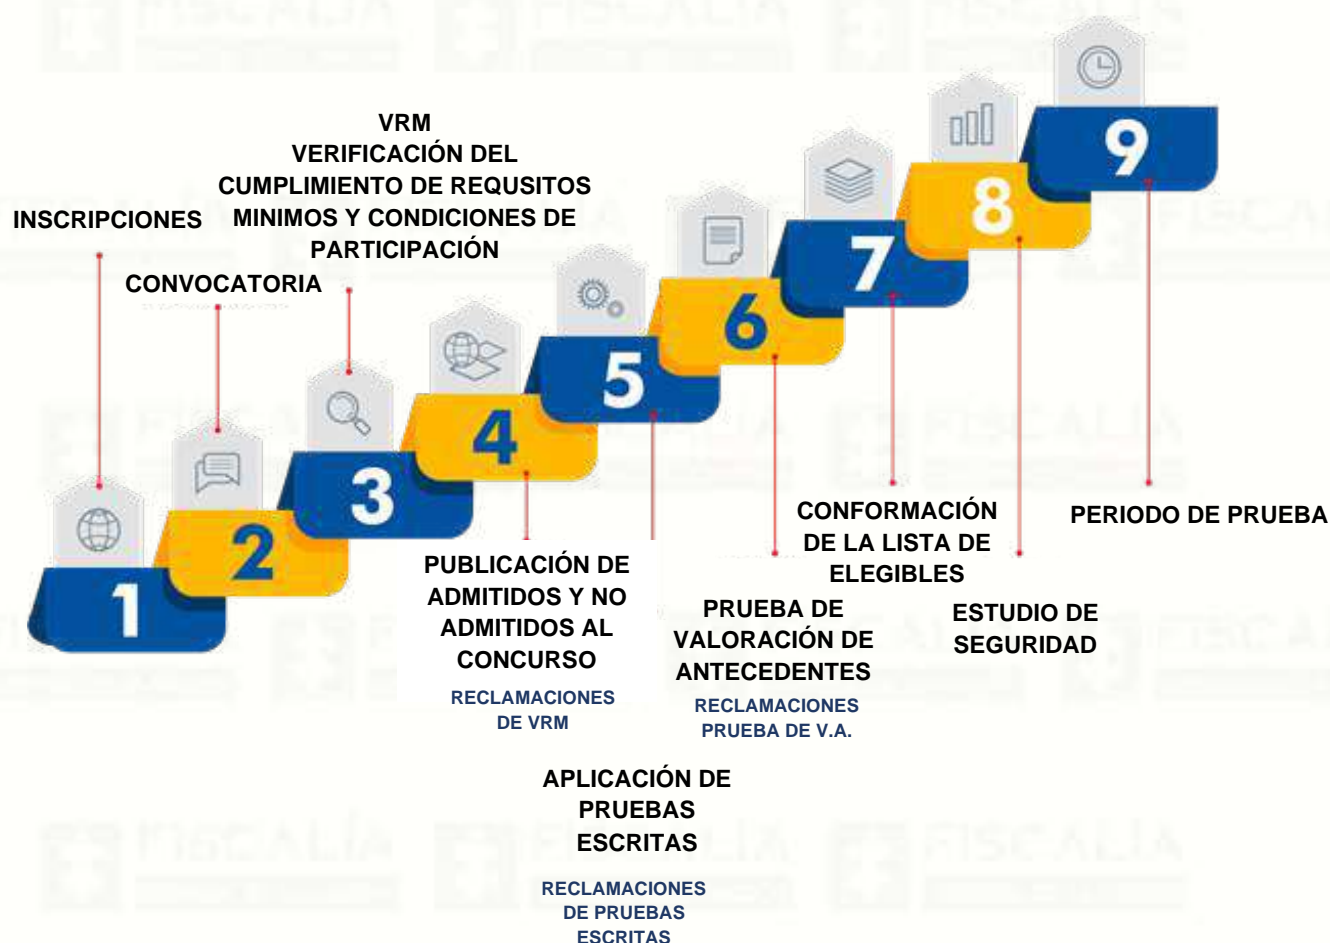 INSCRIPCIONES
CONVOCATORIA
VRM
VERIFICACIÓN DEL
CUMPLIMIENTO DE REQUSITOS
MINIMOS Y CONDICIONES DE
PARTICIPACIÓN
1
2
3
4
5
6
7
8
9
PUBLICACIÓN DE
ADMITIDOS Y NO
ADMITIDOS AL
CONCURSO
RECLAMACIONES
DE VRM
APLICACIÓN DE
PRUEBAS
ESCRITAS
RECLAMACIONES
DE PRUEBAS
ESCRITAS
PRUEBA DE
VALORACIÓN DE
ANTECEDENTES
RECLAMACIONES
PRUEBA DE V.A.
CONFORMACIÓN
DE LA LISTA DE
ELEGIBLES
ESTUDIO DE
SEGURIDAD
PERIODO DE PRUEBA
FISCALÍA